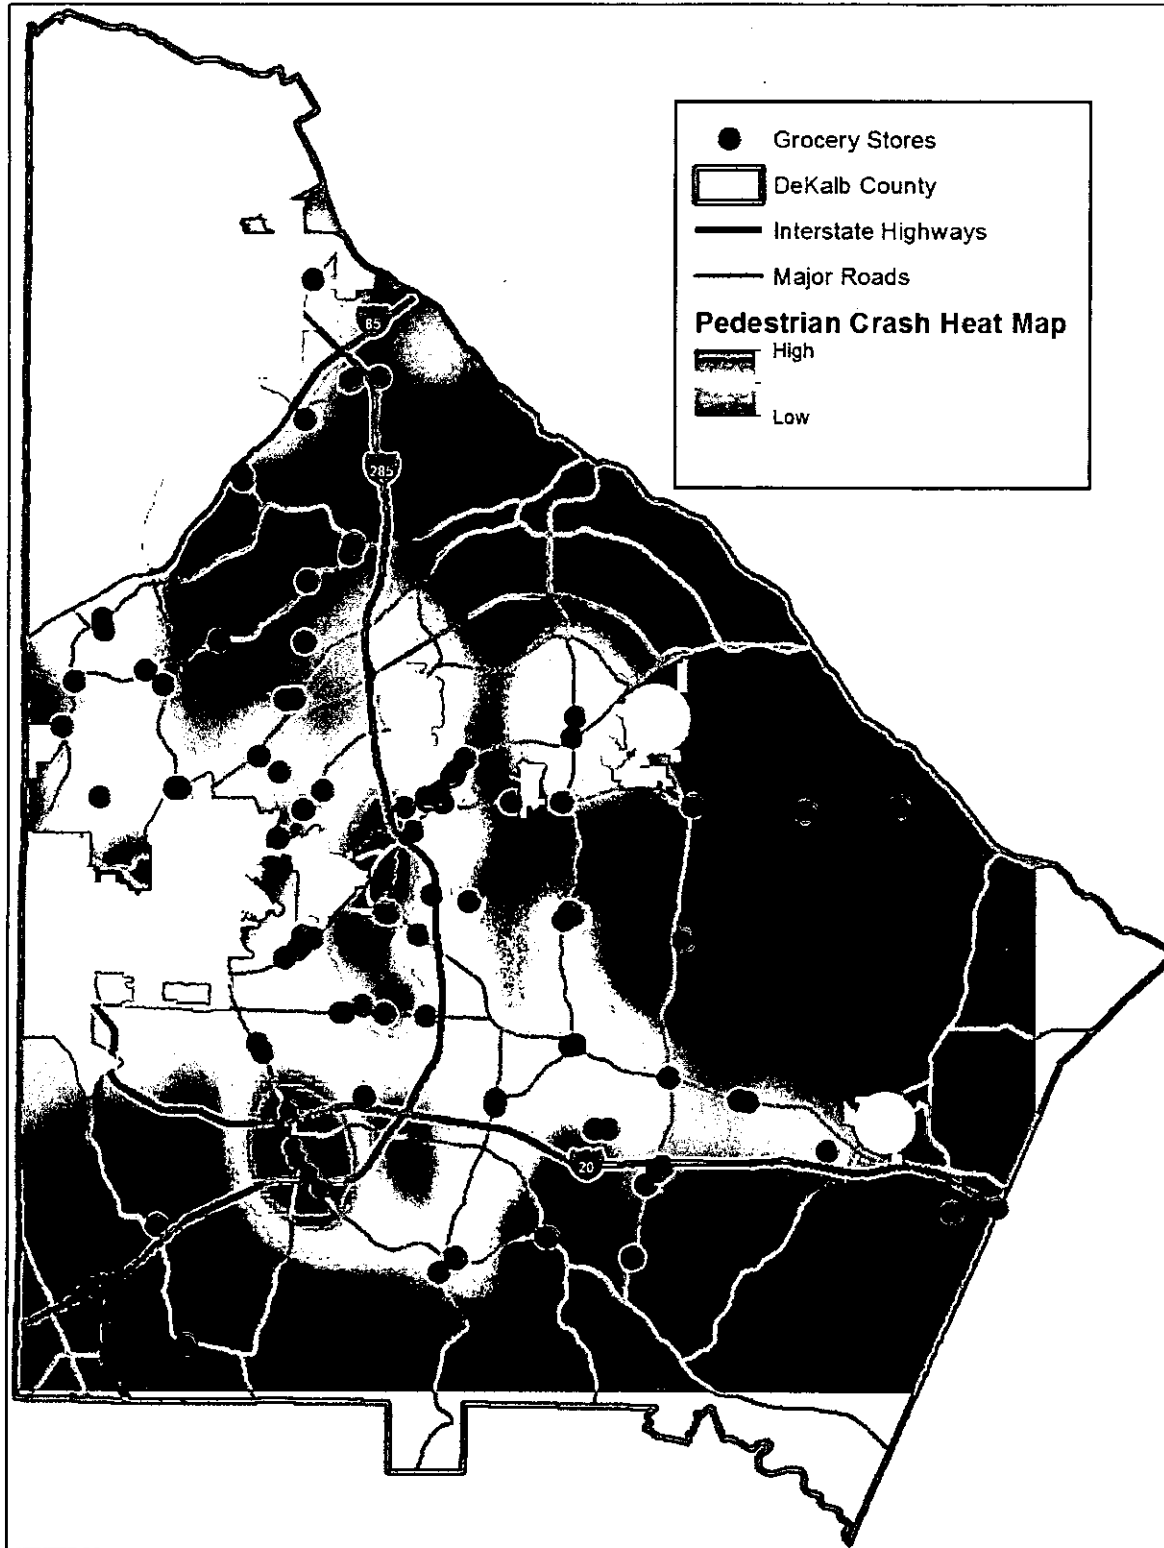 Grocery Stores
DeKalb County
Interstate Highways
Major Roads
Pedestrian Crash Heat Map
High
Low
85
285
20